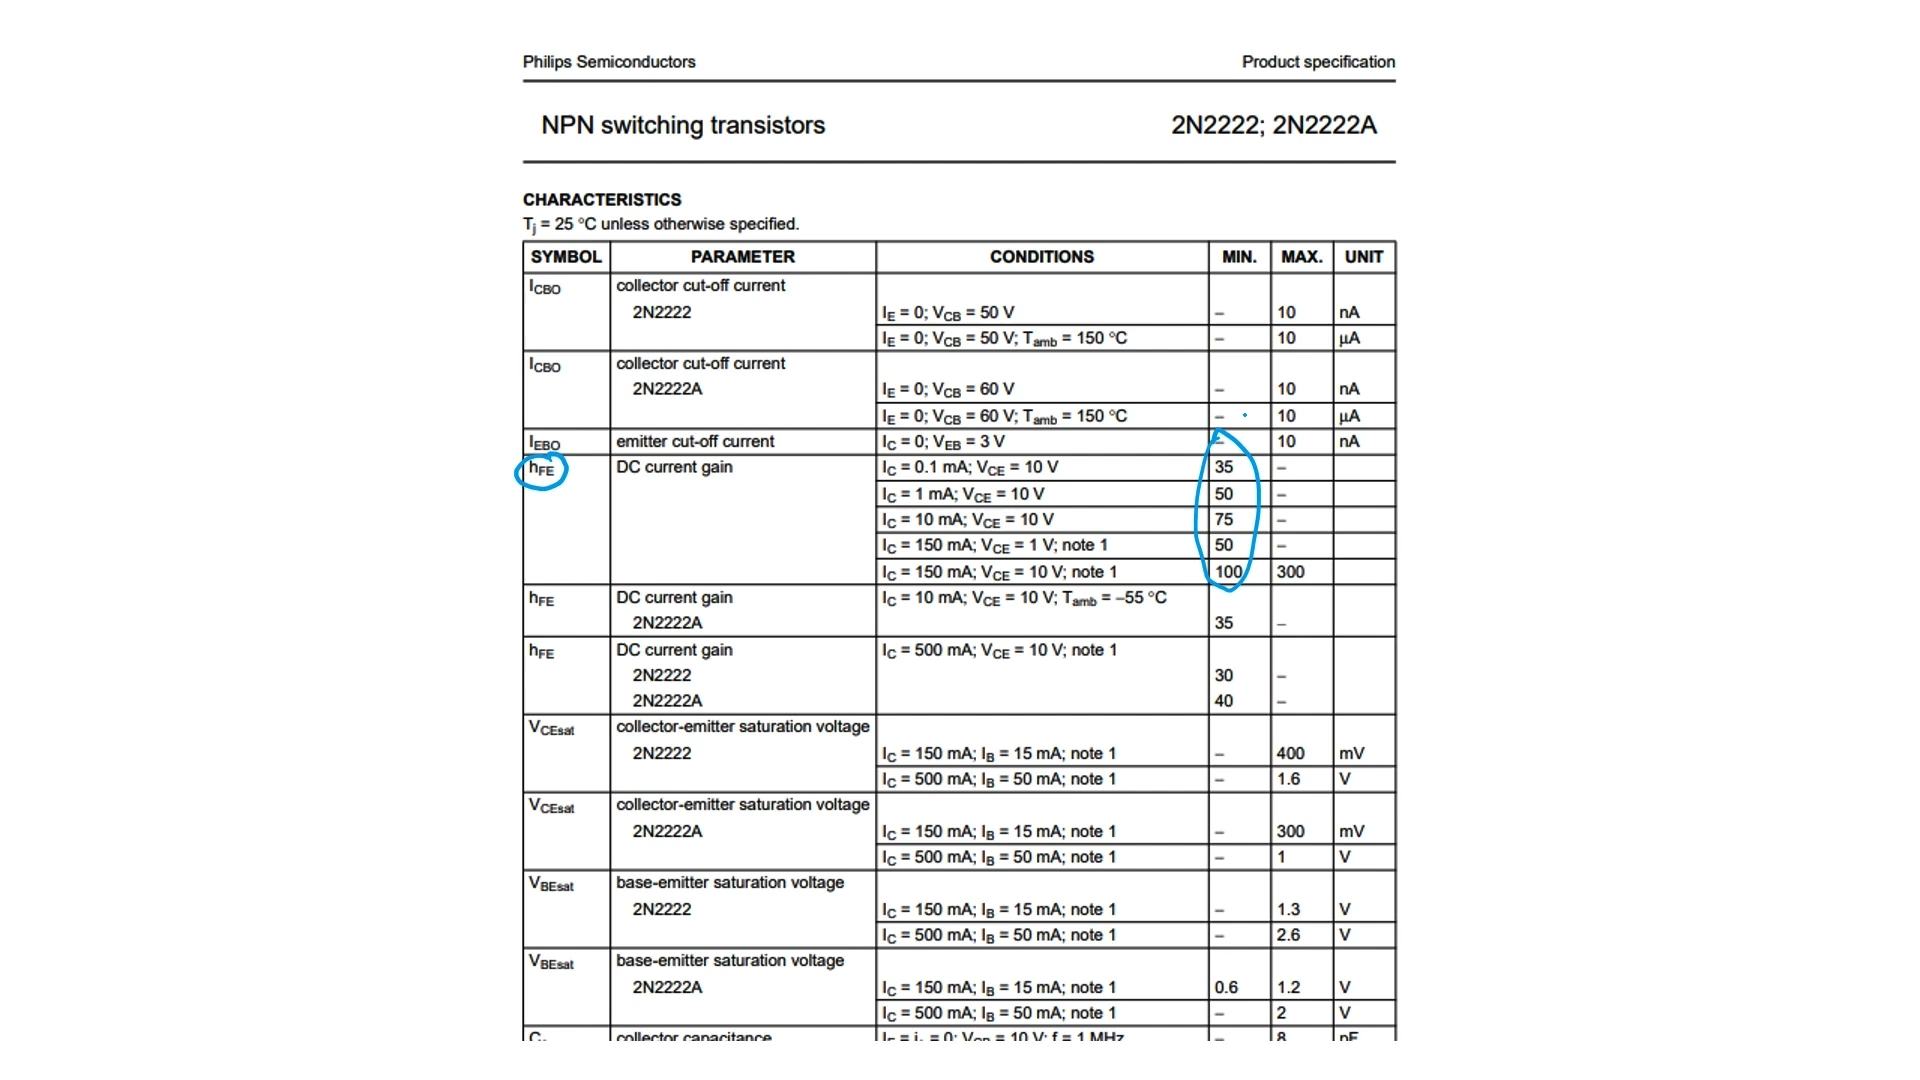 Philips Semiconductors Product specification
NPN switching transistors 2N2222; 2N2222A
CHARACTERISTICS
Tj = 25 °C unless otherwise specified.
SYMBOL PARAMETER CONDITIONS MIN. MAX. UNIT
ICBO collector cut-off current
2N2222 IE = 0; VCB = 50 V – 10 nA
IE = 0; VCB = 50 V; Tamb = 150 °C – 10 μA
ICBO collector cut-off current
2N2222A IE = 0; VCB = 60 V – 10 nA
IE = 0; VCB = 60 V; Tamb = 150 °C – 10 μA
IEBO emitter cut-off current IC = 0; VEB = 3 V – 10 nA
hFE DC current gain IC = 0.1 mA; VCE = 10 V 35 –
IC = 1 mA; VCE = 10 V 50 –
IC = 10 mA; VCE = 10 V 75 –
IC = 150 mA; VCE = 1 V; note 1 50 –
IC = 150 mA; VCE = 10 V; note 1 100 300
hFE DC current gain IC = 10 mA; VCE = 10 V; Tamb = –55 °C
2N2222A 35 –
hFE DC current gain IC = 500 mA; VCE = 10 V; note 1
2N2222 30 –
2N2222A 40 –
VCEsat collector-emitter saturation voltage
2N2222 IC = 150 mA; IB = 15 mA; note 1 – 400 mV
IC = 500 mA; IB = 50 mA; note 1 – 1.6 V
VCEsat collector-emitter saturation voltage
2N2222A IC = 150 mA; IB = 15 mA; note 1 – 300 mV
IC = 500 mA; IB = 50 mA; note 1 – 1 V
VBEsat base-emitter saturation voltage
2N2222 IC = 150 mA; IB = 15 mA; note 1 – 1.3 V
IC = 500 mA; IB = 50 mA; note 1 – 2.6 V
VBEsat base-emitter saturation voltage
2N2222A IC = 150 mA; IB = 15 mA; note 1 0.6 1.2 V
IC = 500 mA; IB = 50 mA; note 1 – 2 V
collector capacitance = 10 V; f = 1 MHz – 8 pF